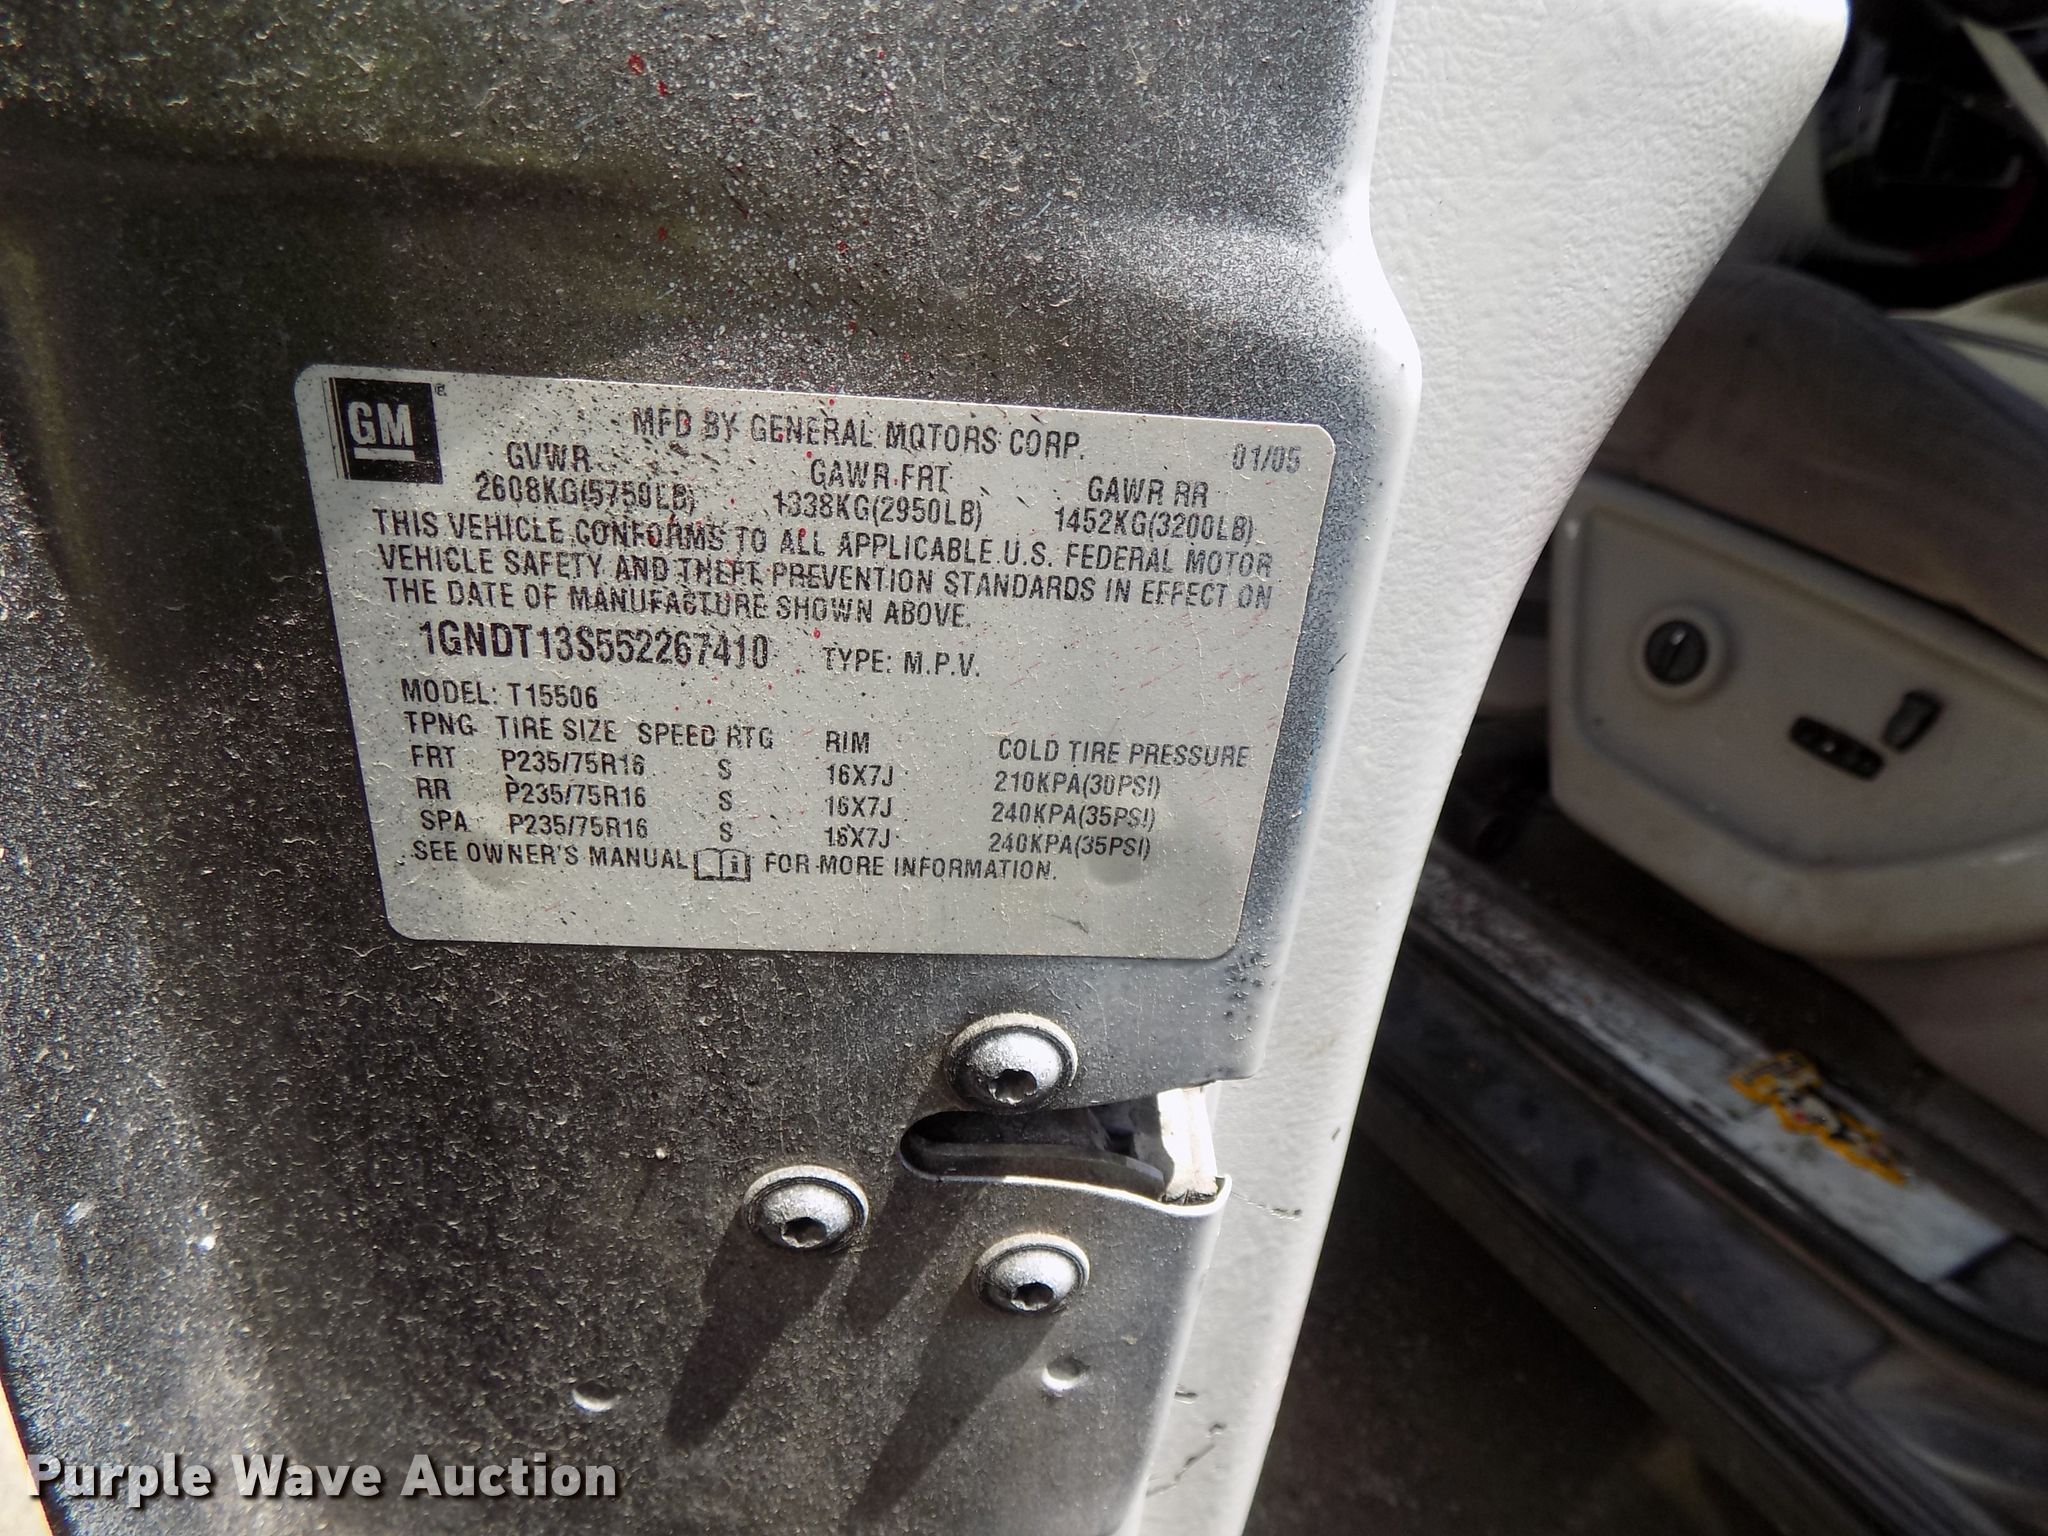 GM®
MFD BY GENERAL MOTORS CORP. 01/05
GVWR GAWR FRT GAWR RR
2608KG(5750LB) 1338KG(2950LB) 1452KG(3200LB)
THIS VEHICLE CONFORMS TO ALL APPLICABLE U.S. FEDERAL MOTOR
VEHICLE SAFETY AND THEFT PREVENTION STANDARDS IN EFFECT ON
THE DATE OF MANUFACTURE SHOWN ABOVE.
1GNDT13S552267410 TYPE: M.P.V.
MODEL: T15506
TPNG TIRE SIZE SPEED RTG RIM COLD TIRE PRESSURE
FRT P235/75R16 S 16X7J 210KPA(30PSI)
RR P235/75R16 S 16X7J 240KPA(35PSI)
SPA P235/75R16 S 16X7J 240KPA(35PSI)
SEE OWNER'S MANUAL FOR MORE INFORMATION.
Purple Wave Auction